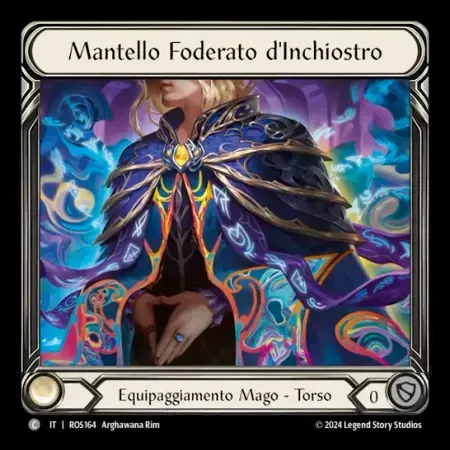 Mantello Foderato d'Inchiostro
Equipaggiamento Mago - Torso
0
C | IT | ROS164 Arghawana Rim
© 2024 Legend Story Studios